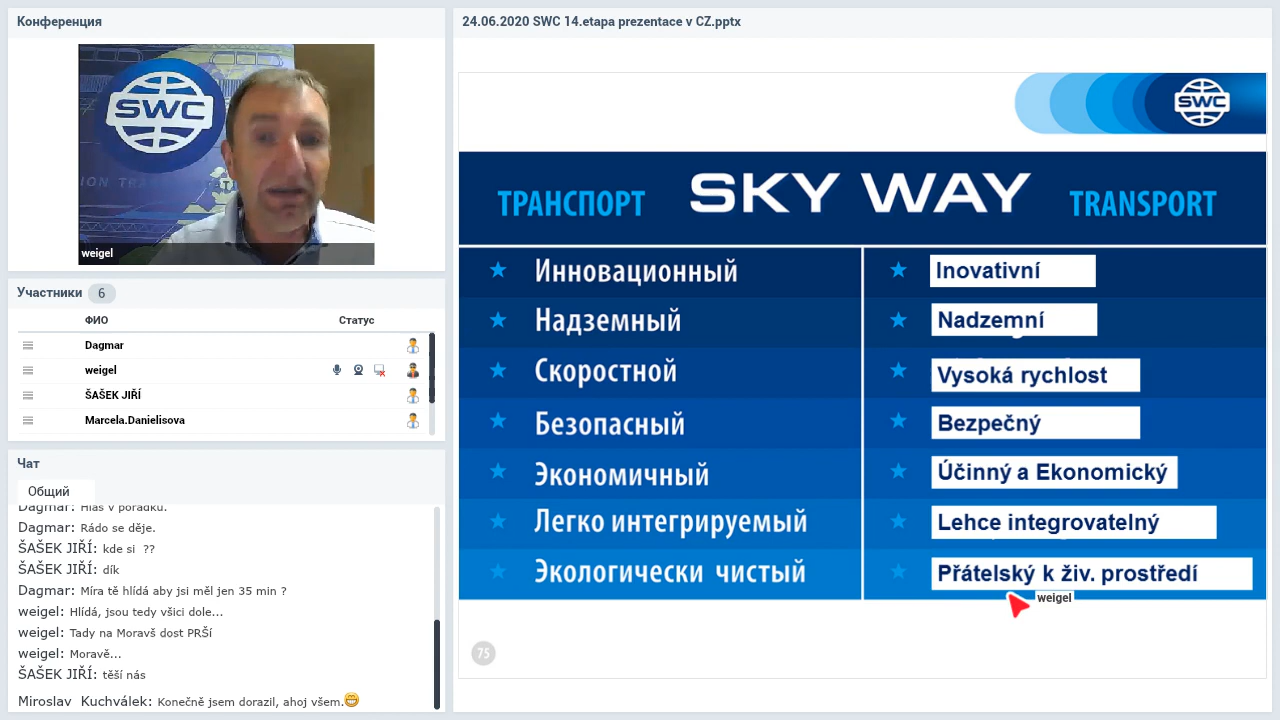 Конференция
SWC
weigel
Участники 6
ФИО Статус
Dagmar
weigel
ŠAŠEK JIŘÍ
Marcela.Danielisova
Чат
Общий
Dagmar: Hlas v pořádku.
Dagmar: Rádo se děje.
ŠAŠEK JIŘÍ: kde si ??
ŠAŠEK JIŘÍ: dík
Dagmar: Míra tě hlídá aby jsi měl jen 35 min ?
weigel: Hlídá, jsou tedy všici dole...
weigel: Tady na Moravš dost PRŠí
weigel: Moravě...
ŠAŠEK JIŘÍ: těší nás
Miroslav Kuchválek: Konečně jsem dorazil, ahoj všem.
24.06.2020 SWC 14.etapa prezentace v CZ.pptx
SWC
ТРАНСПОРТ SKY WAY TRANSPORT
Инновационный Inovativní
Надземный Nadzemní
Скоростной Vysoká rychlost
Безопасный Bezpečný
Экономичный Účinný a Ekonomický
Легко интегрируемый Lehce integrovatelný
Экологически чистый Přátelský k živ. prostředí
weigel
75